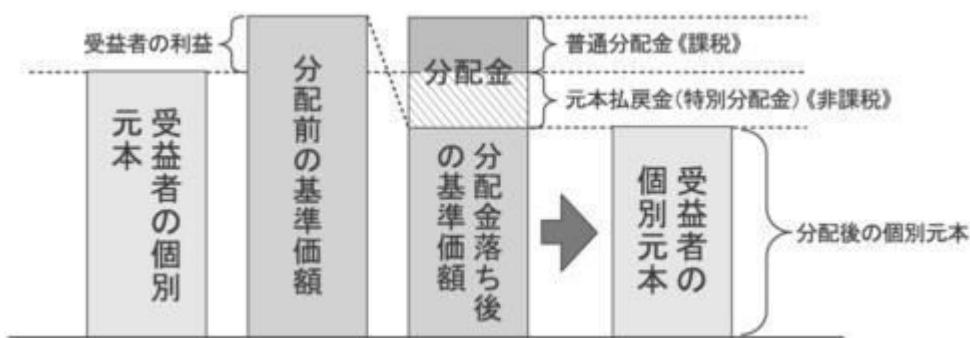 受益者の利益
受益者の個別
元本
分配前の基準価額
分配金
分配金落ち後
の基準価額
普通分配金《課税》
元本払戻金(特別分配金)《非課税》
受益者の
個別元本
分配後の個別元本